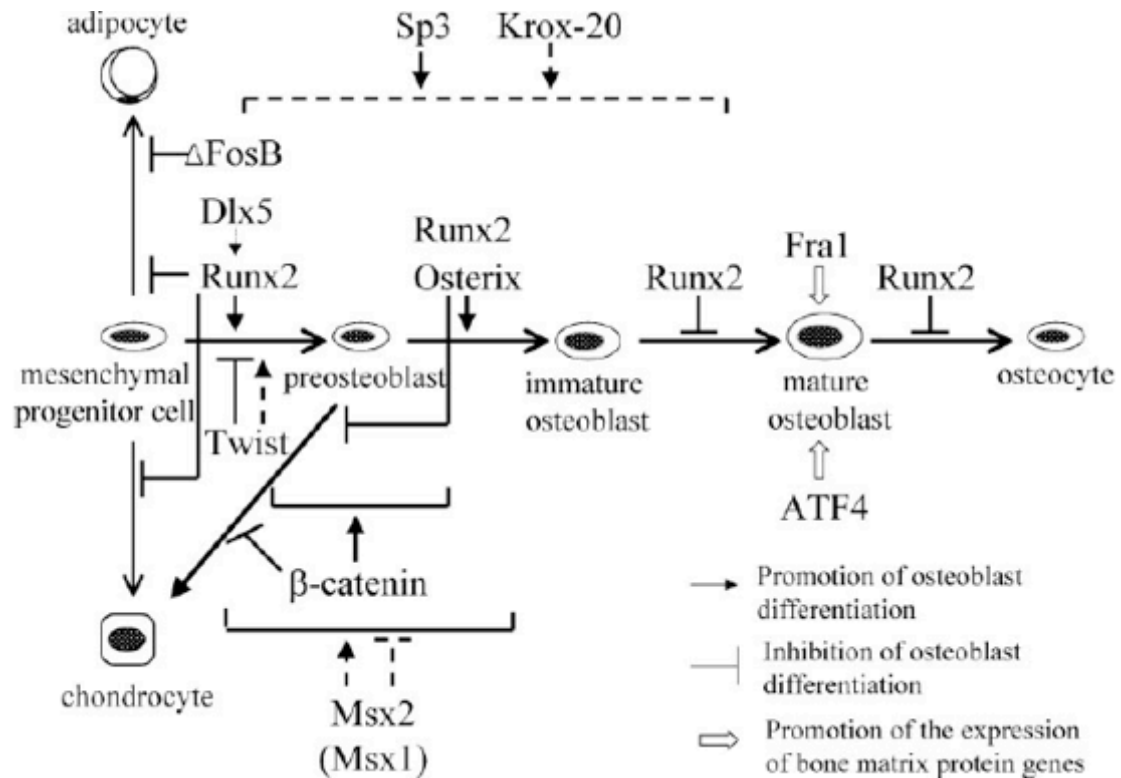 adipocyte
Sp3 Krox-20
ΔFosB
Dlx5
Runx2
Runx2
Osterix
Runx2
Fra1
Runx2
mesenchymal
progenitor cell
preosteoblast
immature
osteoblast
mature
osteoblast
osteocyte
Twist
ATF4
β-catenin
chondrocyte
Msx2
(Msx1)
Promotion of osteoblast
differentiation
Inhibition of osteoblast
differentiation
Promotion of the expression
of bone matrix protein genes